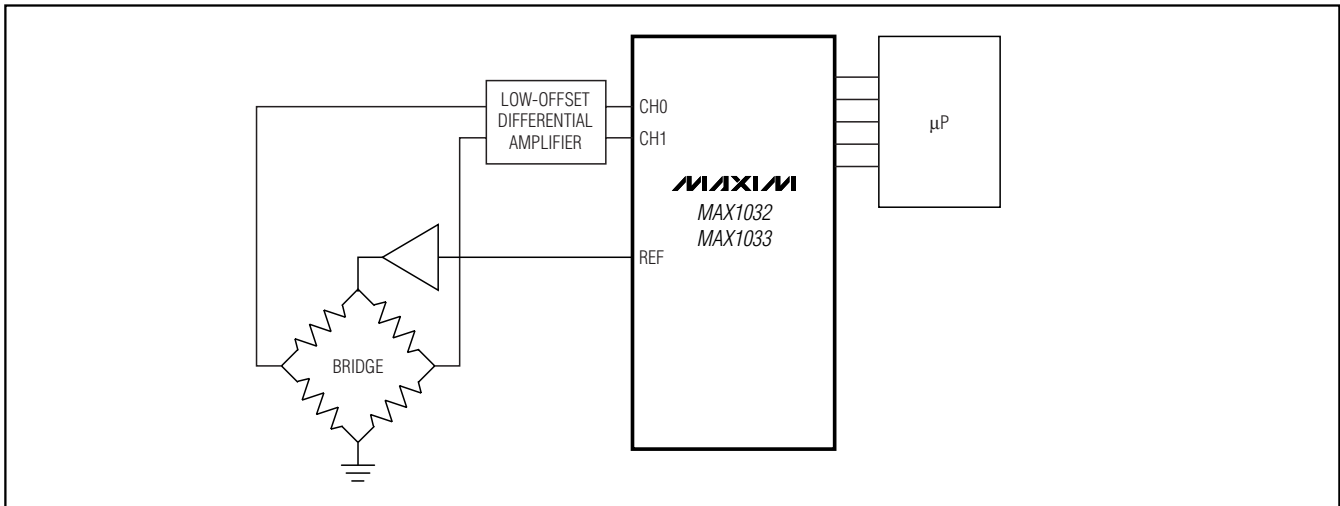 LOW-OFFSET
DIFFERENTIAL
AMPLIFIER
CH0
CH1
µP
MAXIM
MAX1032
MAX1033
REF
BRIDGE